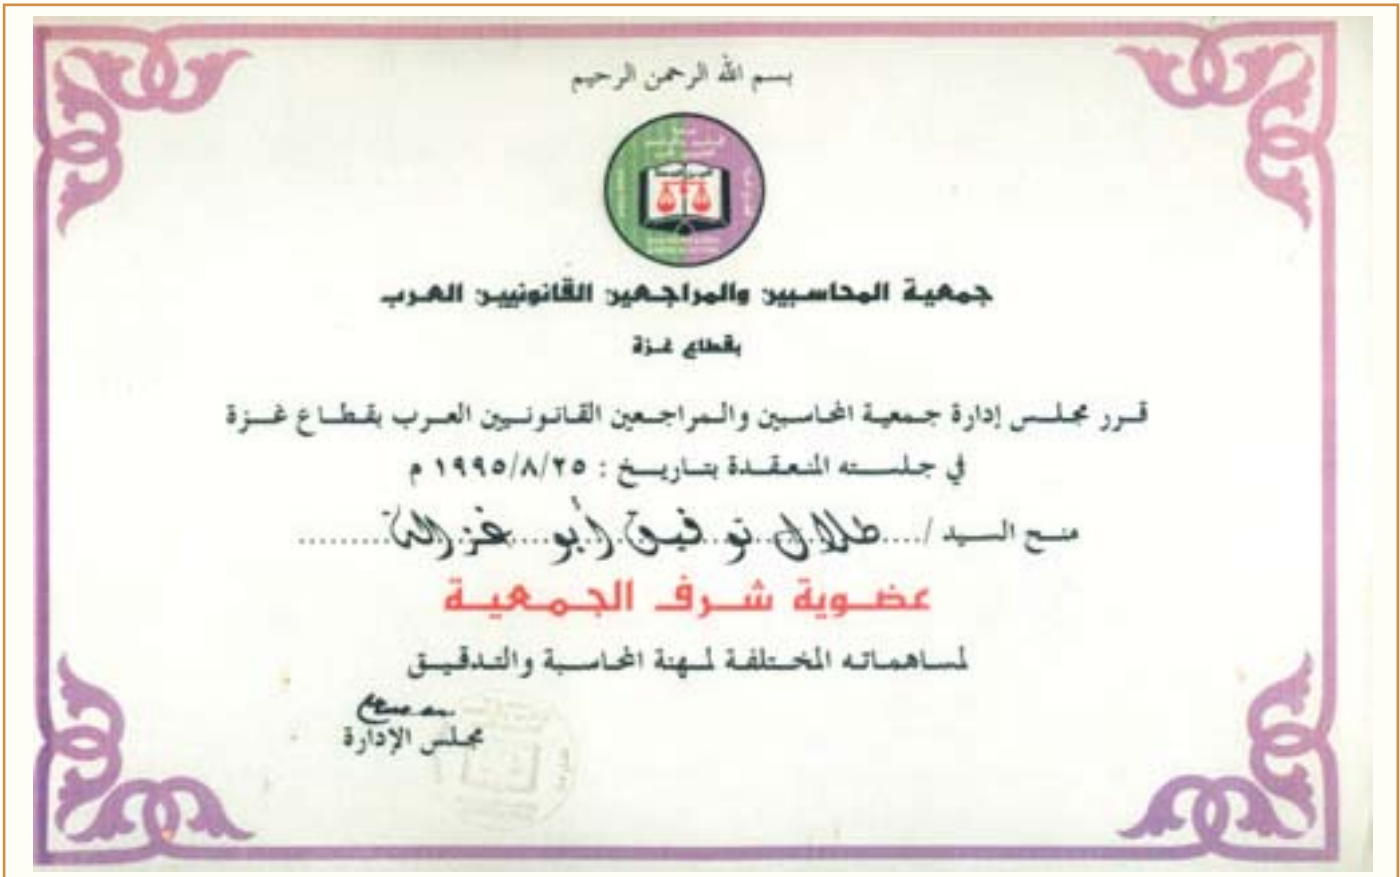 بسم الله الرحمن الرحيم
جمعية المحاسبين والمراجعين القانونيين العرب
بقطاع غزة
قرر مجلس إدارة جمعية المحاسبين والمراجعين القانونيين العرب بقطاع غزة
في جلسته المنعقدة بتاريخ : ١٩٩٥/٨/٢٥ م
منح السيد /....طلال توفيق أبو غزالة.........
عضوية شرف الجمعية
لمساهماته المختلفة لمهنة المحاسبة والتدقيق
مجلس الإدارة